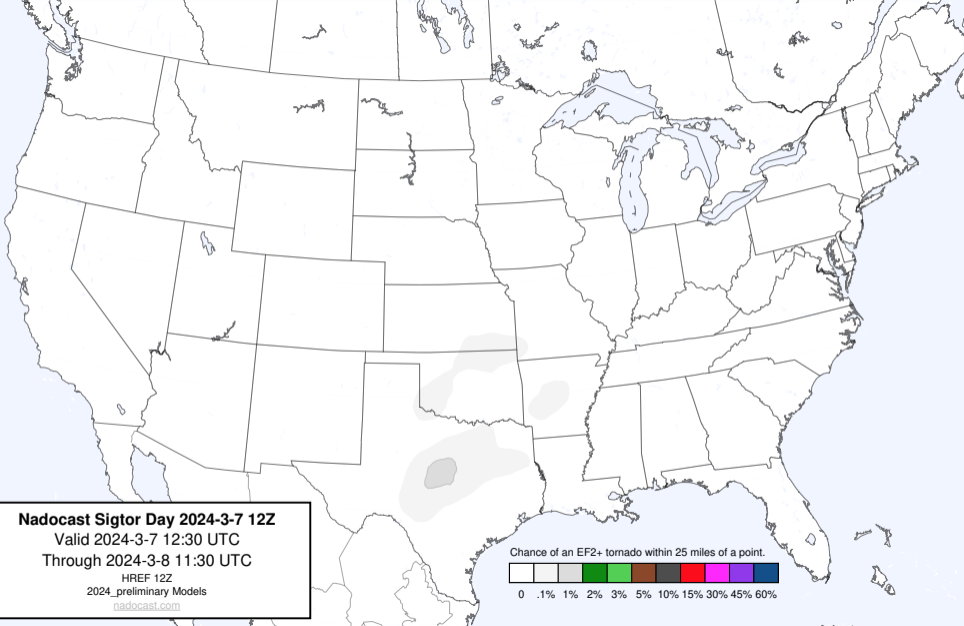 Nadocast Sigtor Day 2024-3-7 12Z
Valid 2024-3-7 12:30 UTC
Through 2024-3-8 11:30 UTC
HREF 12Z
2024_preliminary Models
nadocast.com
Chance of an EF2+ tornado within 25 miles of a point.
0 .1% 1% 2% 3% 5% 10% 15% 30% 45% 60%